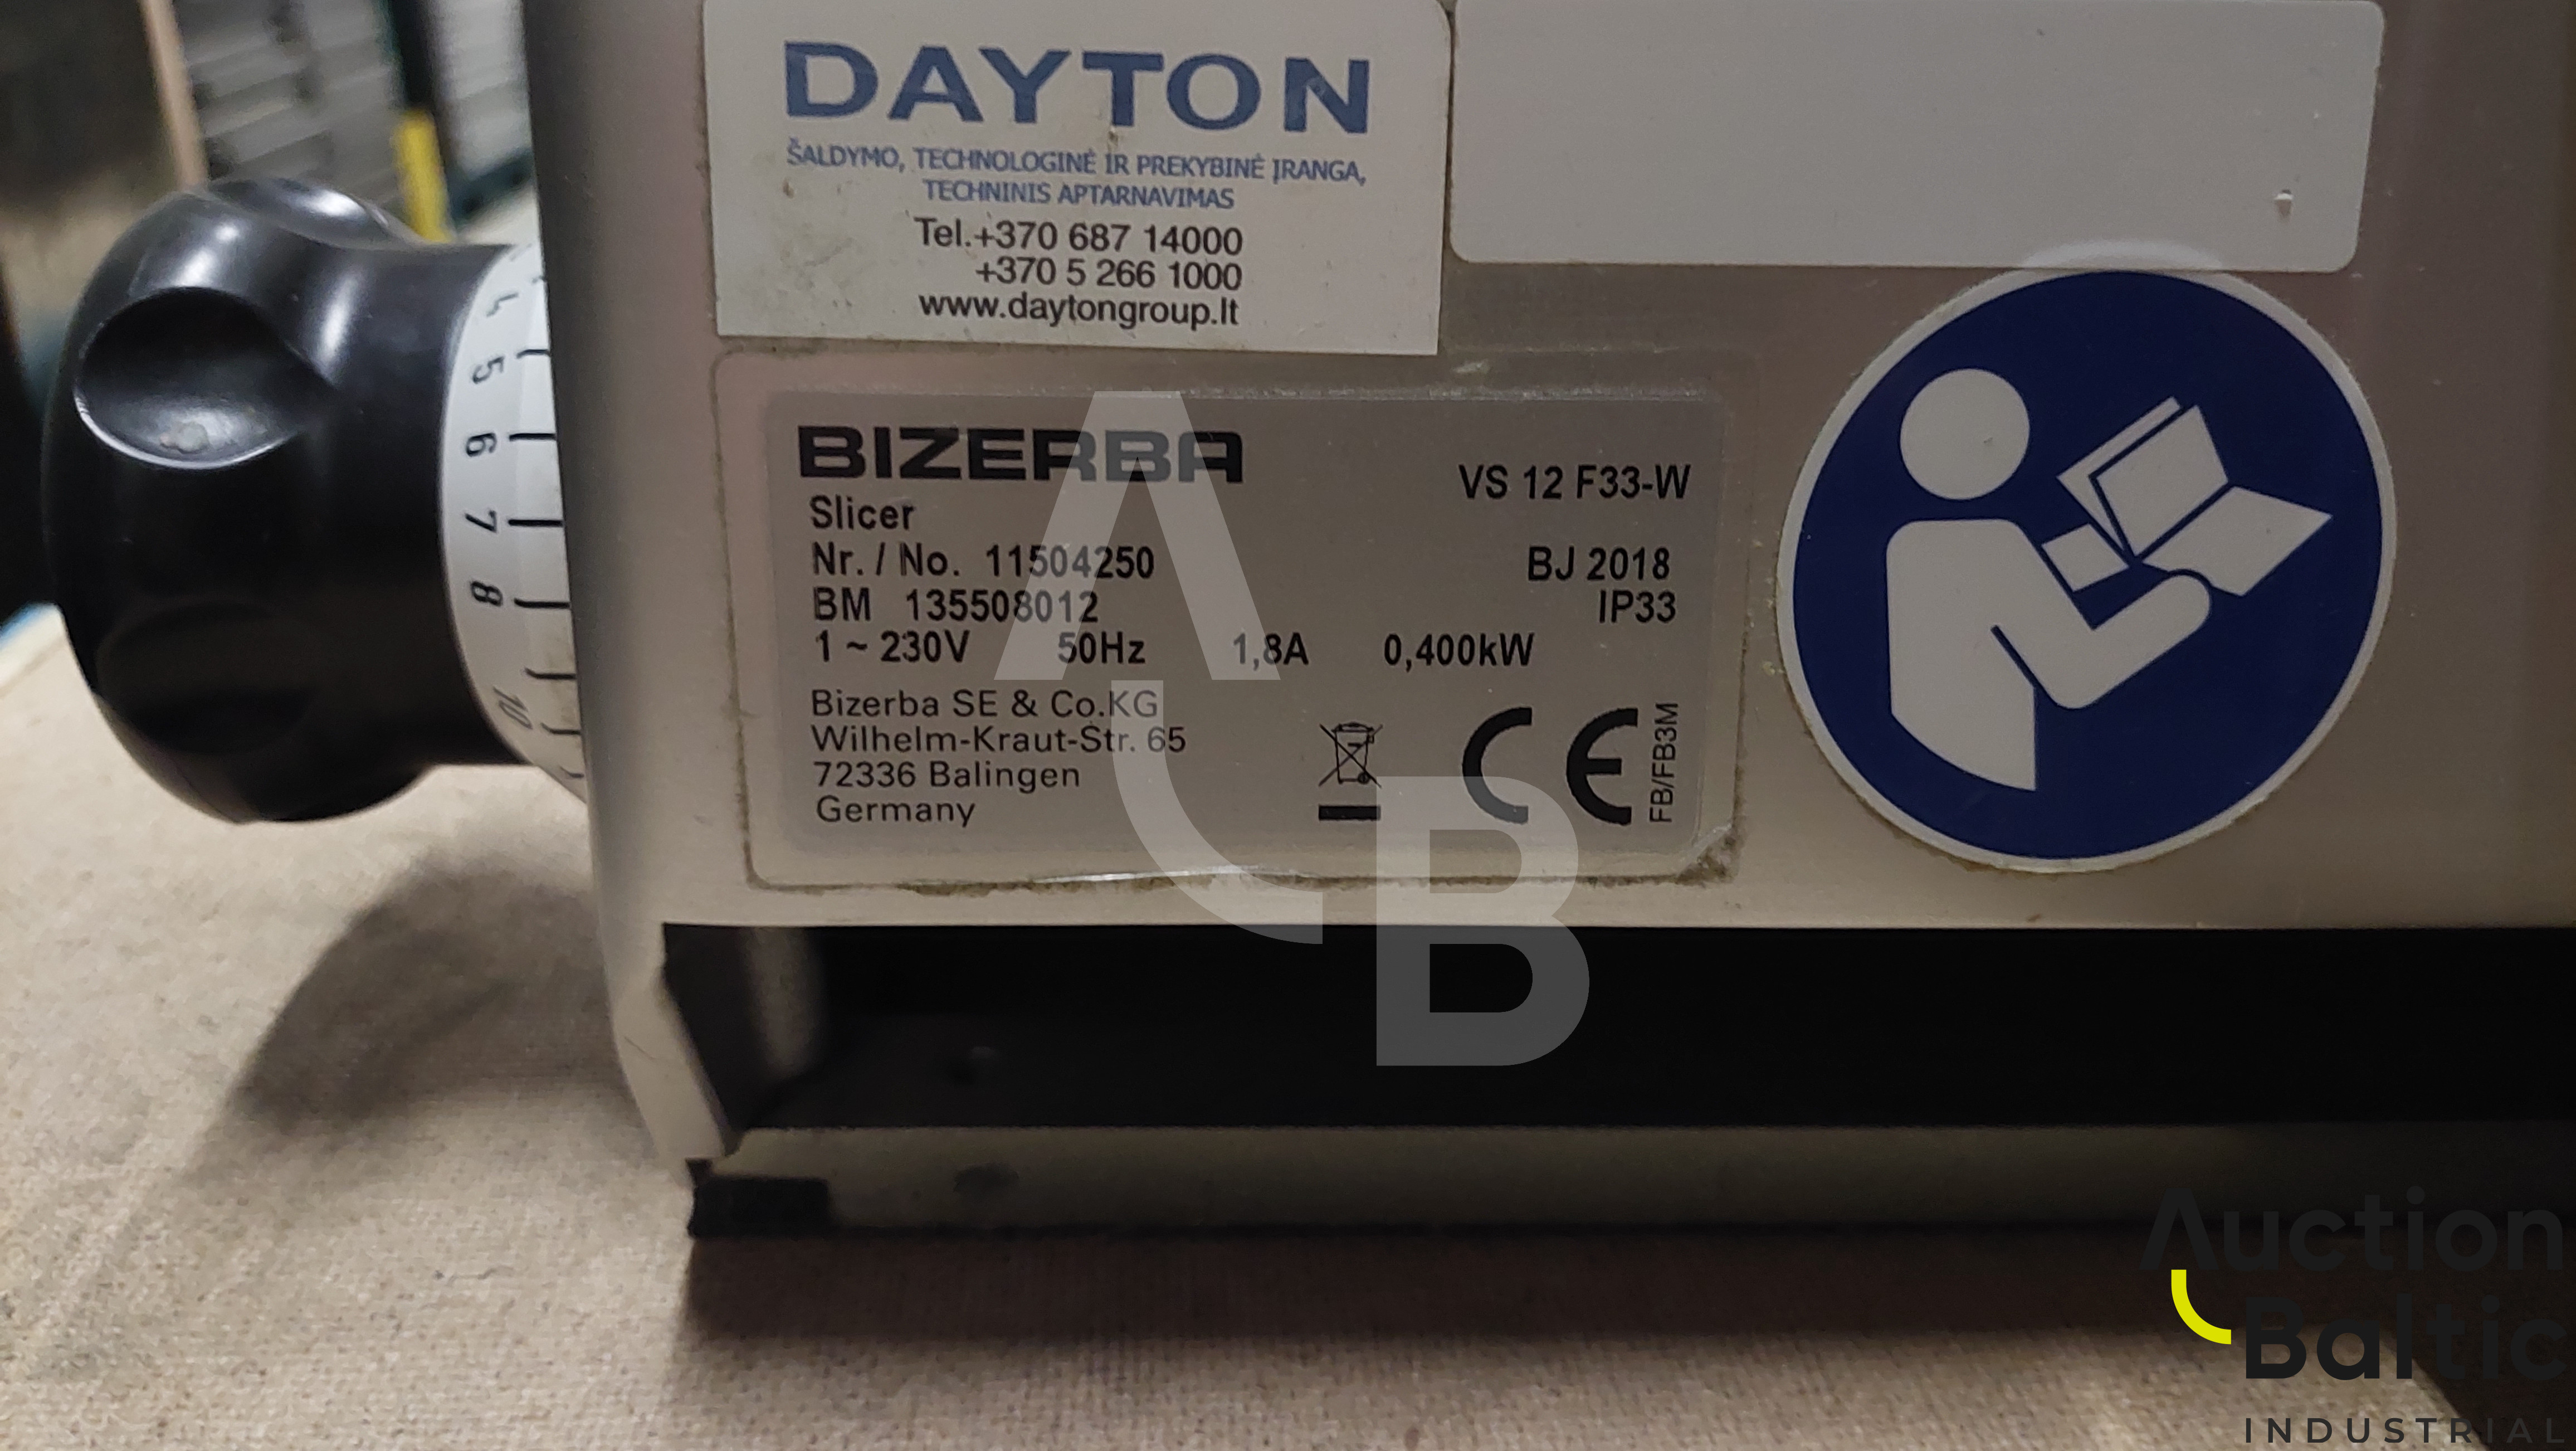 DAYTON
ŠALDYMO, TECHNOLOGINĖ IR PREKYBINĖ ĮRANGA,
TECHNINIS APTARNAVIMAS
Tel.+370 687 14000
+370 5 266 1000
www.daytongroup.lt
4
5
6
7
8
10
BIZERBA
VS 12 F33-W
Slicer
Nr. / No. 11504250
BJ 2018
BM 135508012
IP33
1 ~ 230V 50Hz 1,8A 0,400kW
Bizerba SE & Co.KG
Wilhelm-Kraut-Str. 65
72336 Balingen
Germany
CE
FB/FB3M
AB
Auction
Baltic
INDUSTRIAL